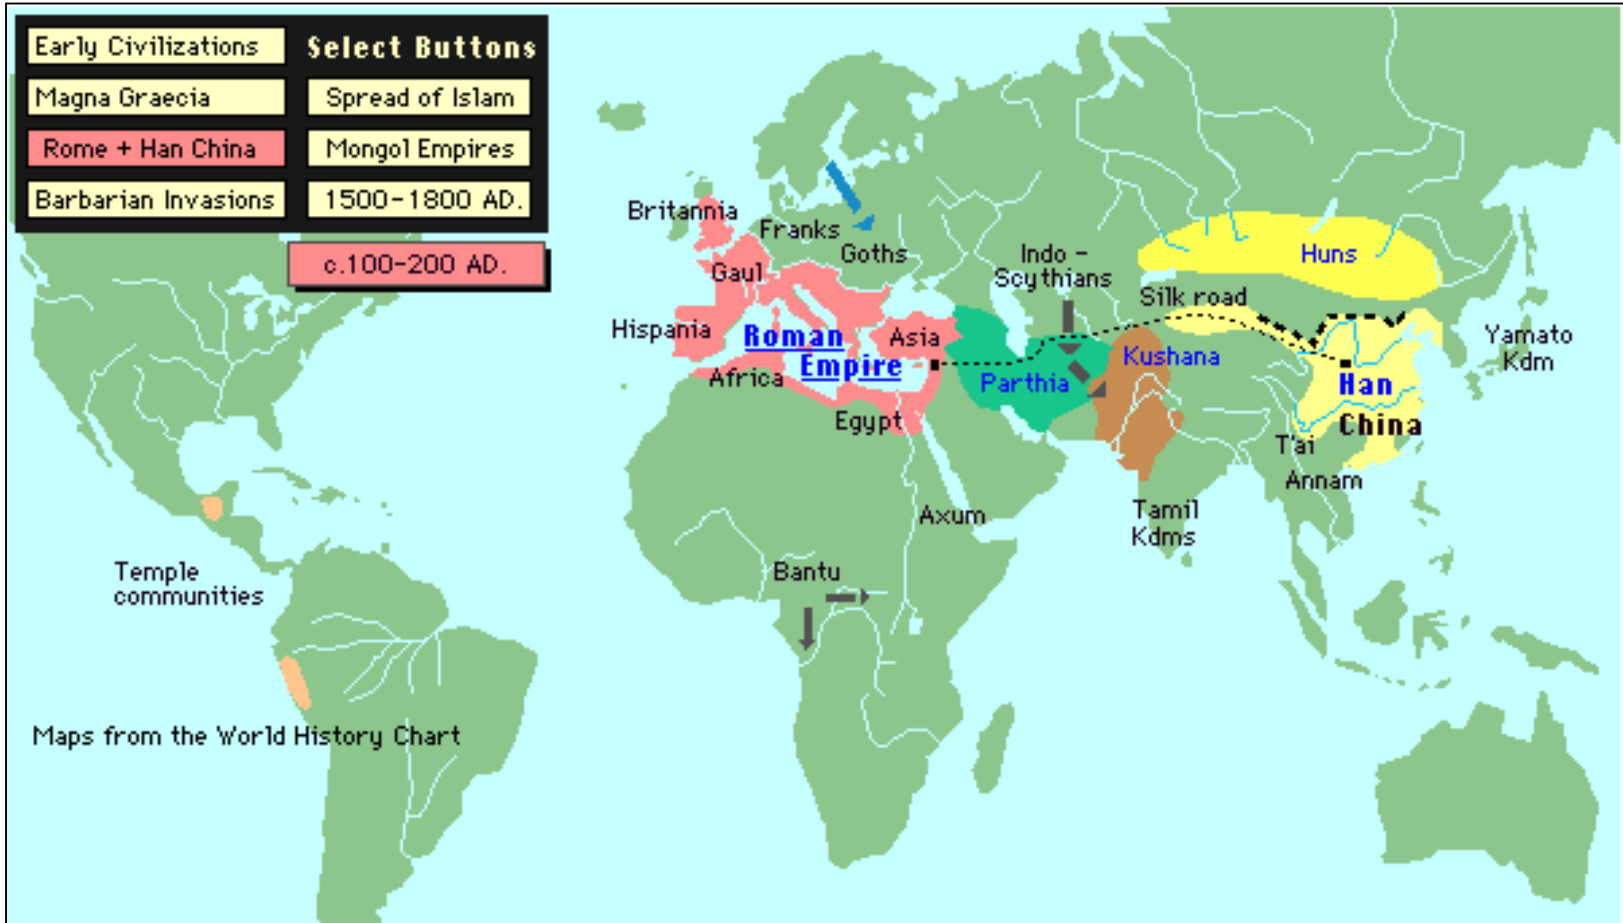 Early Civilizations
Select Buttons
Magna Graecia
Spread of Islam
Rome + Han China
Mongol Empires
Barbarian Invasions
1500-1800 AD.
c.100-200 AD.
Britannia
Franks
Goths
Gaul
Indo -
Scythians
Huns
Silk road
Hispania
Roman
Empire
Asia
Yamato
Kdm
Africa
Parthia
Kushana
Han
China
Egypt
T'ai
Annam
Axum
Tamil
Kdms
Bantu
Temple
communities
Maps from the World History Chart